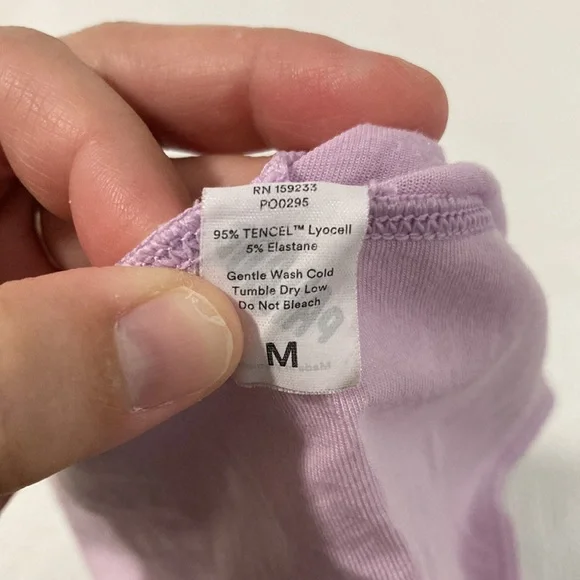 RN 159233
PO0295
95% TENCEL™ Lyocell
5% Elastane
Gentle Wash Cold
Tumble Dry Low
Do Not Bleach
M